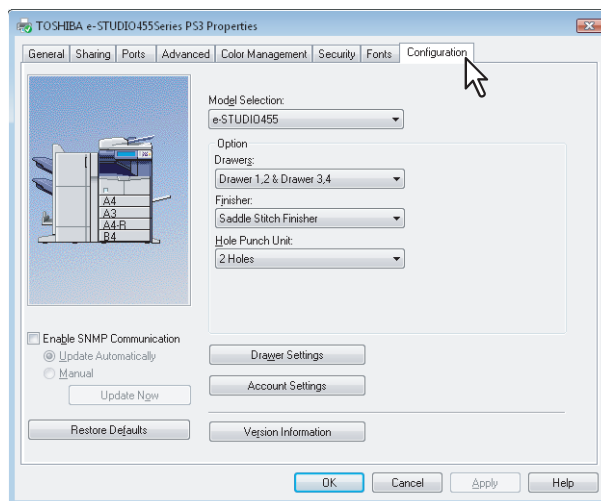 TOSHIBA e-STUDIO455Series PS3 Properties
General Sharing Ports Advanced Color Management Security Fonts Configuration
Model Selection:
e-STUDIO455
Option
Drawers:
Drawer 1,2 & Drawer 3,4
Finisher:
Saddle Stitch Finisher
Hole Punch Unit:
2 Holes
A4
A3
A4-R
B4
Enable SNMP Communication
Update Automatically
Manual
Update Now
Restore Defaults
Drawer Settings
Account Settings
Version Information
OK Cancel Apply Help